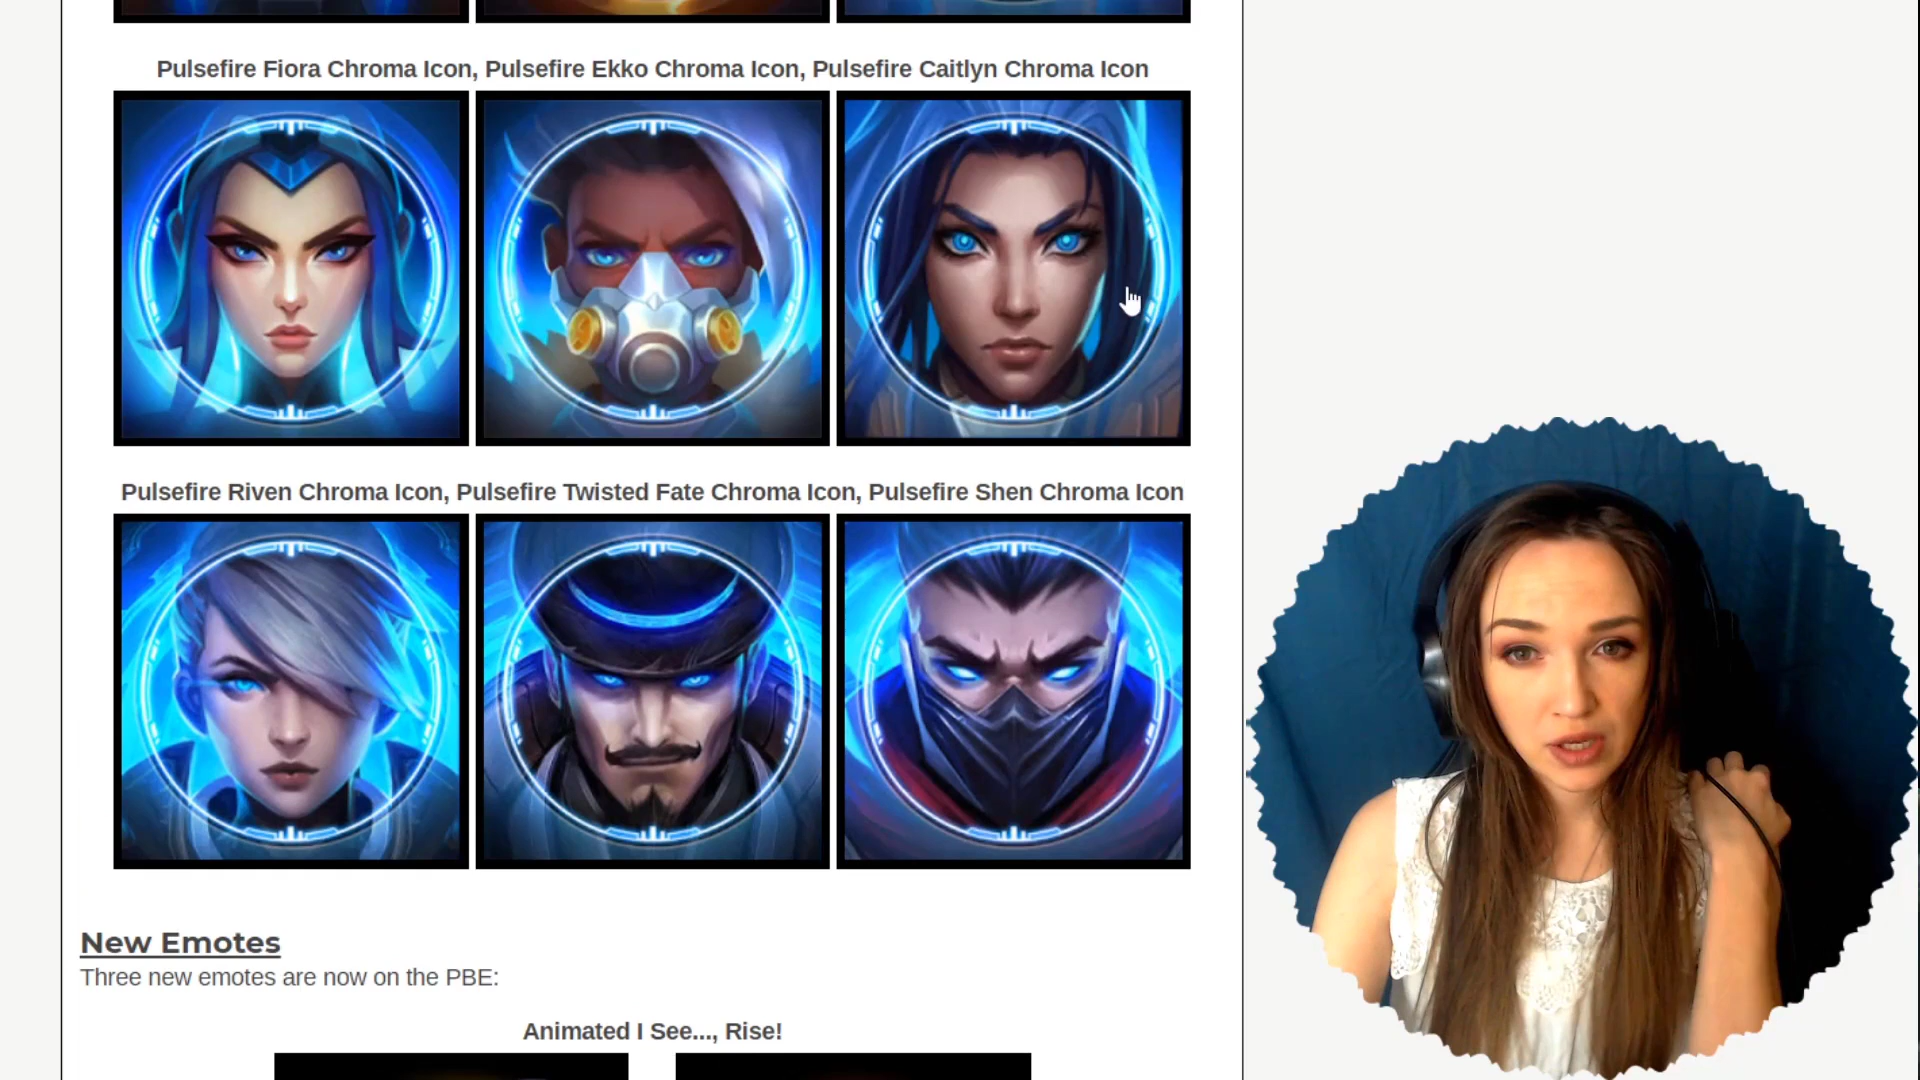 Pulsefire Fiora Chroma Icon, Pulsefire Ekko Chroma Icon, Pulsefire Caitlyn Chroma Icon
Pulsefire Riven Chroma Icon, Pulsefire Twisted Fate Chroma Icon, Pulsefire Shen Chroma Icon
New Emotes
Three new emotes are now on the PBE:
Animated I See..., Rise!